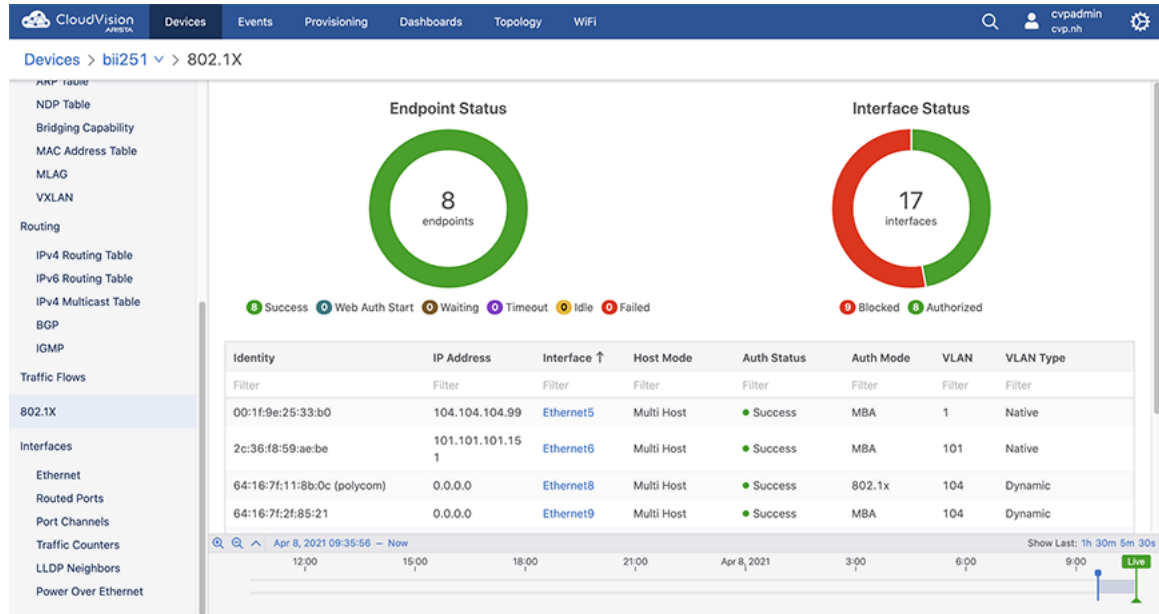 CloudVision
ARISTA
Devices
Events
Provisioning
Dashboards
Topology
WiFi
cvpadmin
cvp.nh
Devices > bii251 > 802.1X
ARP Table
NDP Table
Bridging Capability
MAC Address Table
MLAG
VXLAN
Routing
IPv4 Routing Table
IPv6 Routing Table
IPv4 Multicast Table
BGP
IGMP
Traffic Flows
802.1X
Interfaces
Ethernet
Routed Ports
Port Channels
Traffic Counters
LLDP Neighbors
Power Over Ethernet
Endpoint Status
8
endpoints
8 Success 0 Web Auth Start 0 Waiting 0 Timeout 0 Idle 0 Failed
Interface Status
17
interfaces
9 Blocked 8 Authorized
Identity IP Address Interface ↑ Host Mode Auth Status Auth Mode VLAN VLAN Type
Filter Filter Filter Filter Filter Filter Filter Filter
00:1f:9e:25:33:b0 104.104.104.99 Ethernet5 Multi Host Success MBA 1 Native
2c:36:f8:59:ae:be 101.101.101.15 Ethernet6 Multi Host Success MBA 101 Native
1
64:16:7f:11:8b:0c (polycom) 0.0.0.0 Ethernet8 Multi Host Success 802.1x 104 Dynamic
64:16:7f:2f:85:21 0.0.0.0 Ethernet9 Multi Host Success MBA 104 Dynamic
Apr 8, 2021 09:35:56 – Now
Show Last: 1h 30m 5m 30s
12:00 15:00 18:00 21:00 Apr 8, 2021 3:00 6:00 9:00 Live